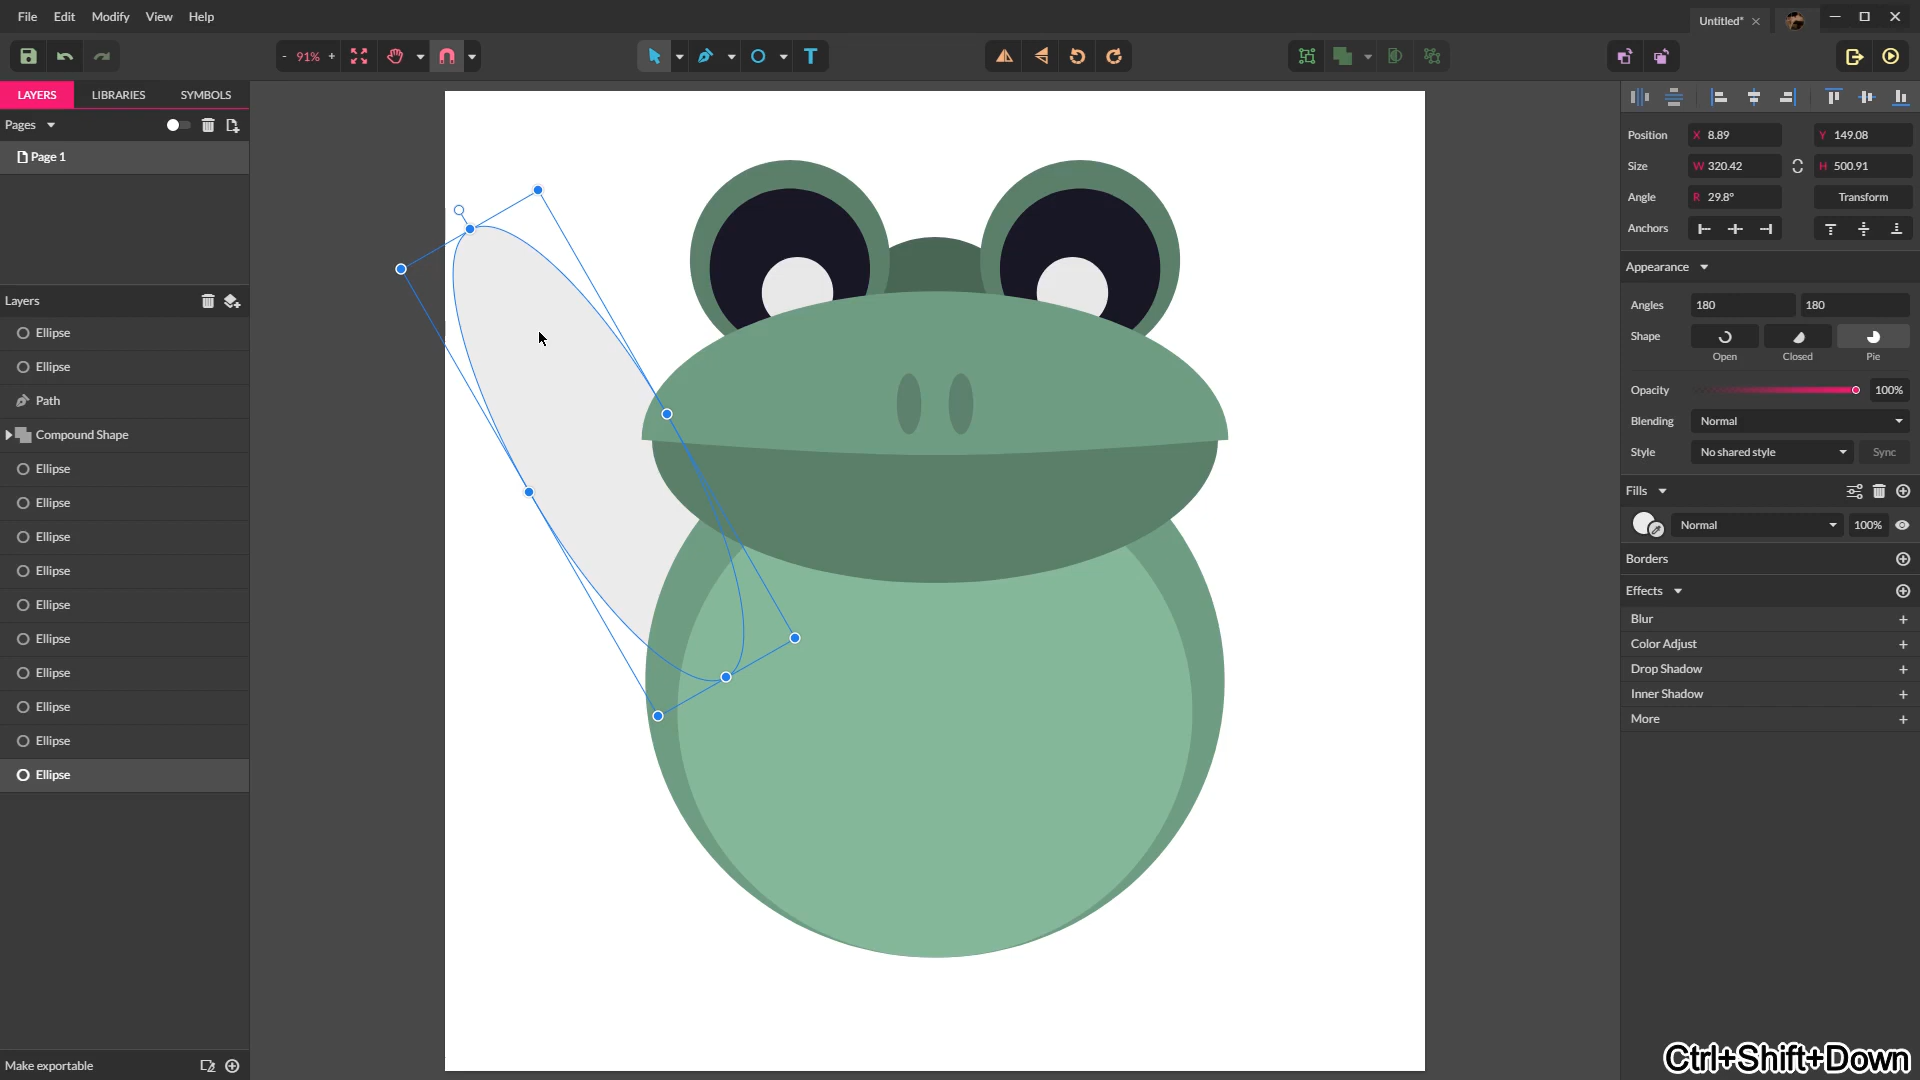 File Edit Modify View Help
Untitled*
- 91% +
T
LAYERS LIBRARIES SYMBOLS
Pages
Page 1
Layers
Ellipse
Ellipse
Path
Compound Shape
Ellipse
Ellipse
Ellipse
Ellipse
Ellipse
Ellipse
Ellipse
Ellipse
Ellipse
Ellipse
Make exportable
Position X 8.89 Y 149.08
Size W 320.42 H 500.91
Angle R 29.8° Transform
Anchors
Appearance
Angles 180 180
Shape
Open Closed Pie
Opacity 100%
Blending Normal
Style No shared style Sync
Fills
Normal 100%
Borders
Effects
Blur +
Color Adjust +
Drop Shadow +
Inner Shadow +
More +
Ctrl+Shift+Down